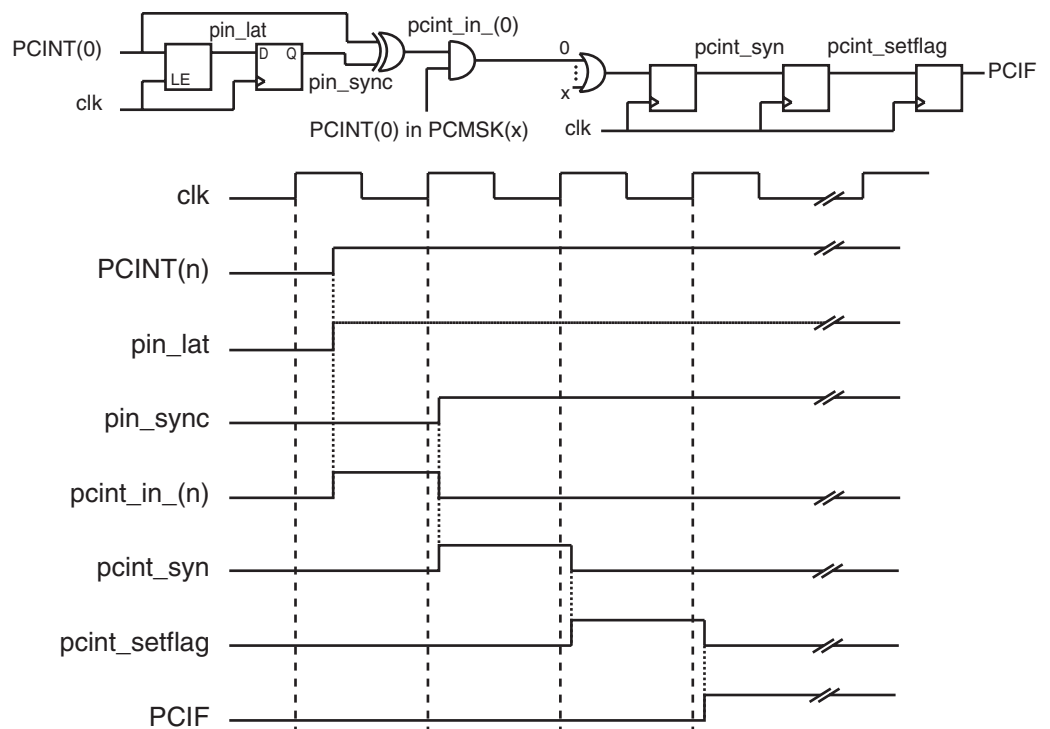 PCINT(0)
pin_lat
LE
D Q
pin_sync
clk
pcint_in_(0)
PCINT(0) in PCMSK(x)
0
x
clk
pcint_syn
pcint_setflag
PCIF
clk
PCINT(n)
pin_lat
pin_sync
pcint_in_(n)
pcint_syn
pcint_setflag
PCIF